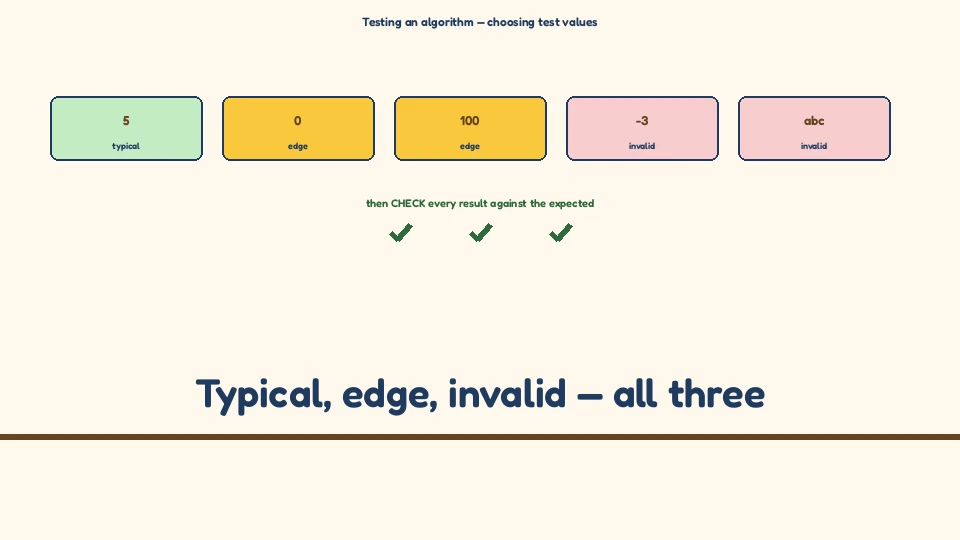 Testing an algorithm — choosing test values
5
typical
0
edge
100
edge
-3
invalid
abc
invalid
then CHECK every result against the expected
Typical, edge, invalid — all three